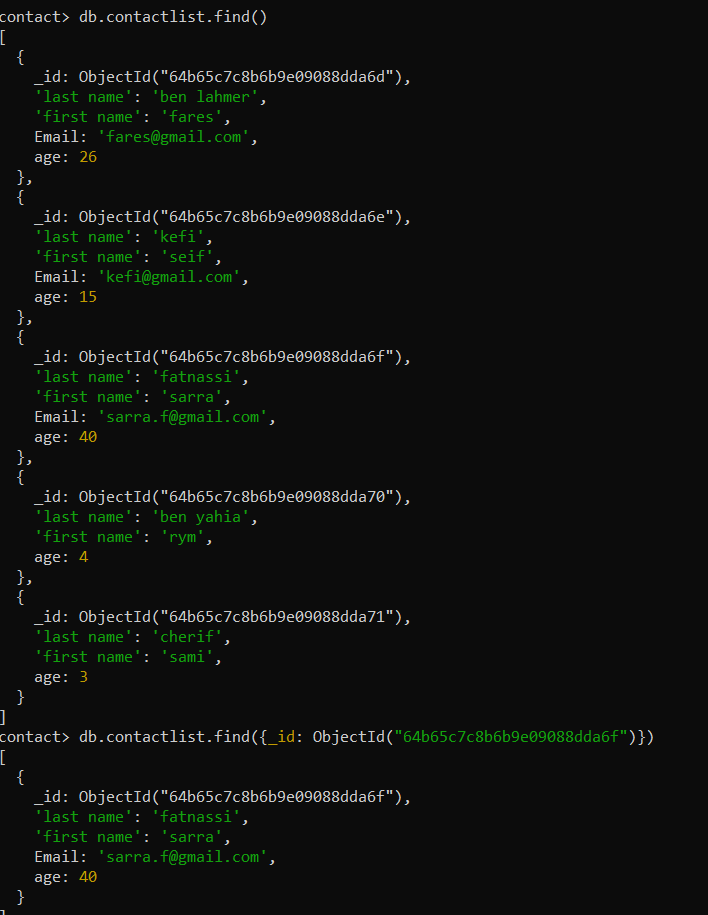 contact> db.contactlist.find()
[
  {
    _id: ObjectId("64b65c7c8b6b9e09088dda6d"),
    'last name': 'ben lahmer',
    'first name': 'fares',
    Email: 'fares@gmail.com',
    age: 26
  },
  {
    _id: ObjectId("64b65c7c8b6b9e09088dda6e"),
    'last name': 'kefi',
    'first name': 'seif',
    Email: 'kefi@gmail.com',
    age: 15
  },
  {
    _id: ObjectId("64b65c7c8b6b9e09088dda6f"),
    'last name': 'fatnassi',
    'first name': 'sarra',
    Email: 'sarra.f@gmail.com',
    age: 40
  },
  {
    _id: ObjectId("64b65c7c8b6b9e09088dda70"),
    'last name': 'ben yahia',
    'first name': 'rym',
    age: 4
  },
  {
    _id: ObjectId("64b65c7c8b6b9e09088dda71"),
    'last name': 'cherif',
    'first name': 'sami',
    age: 3
  }
]
contact> db.contactlist.find({_id: ObjectId("64b65c7c8b6b9e09088dda6f")})
[
  {
    _id: ObjectId("64b65c7c8b6b9e09088dda6f"),
    'last name': 'fatnassi',
    'first name': 'sarra',
    Email: 'sarra.f@gmail.com',
    age: 40
  }
]